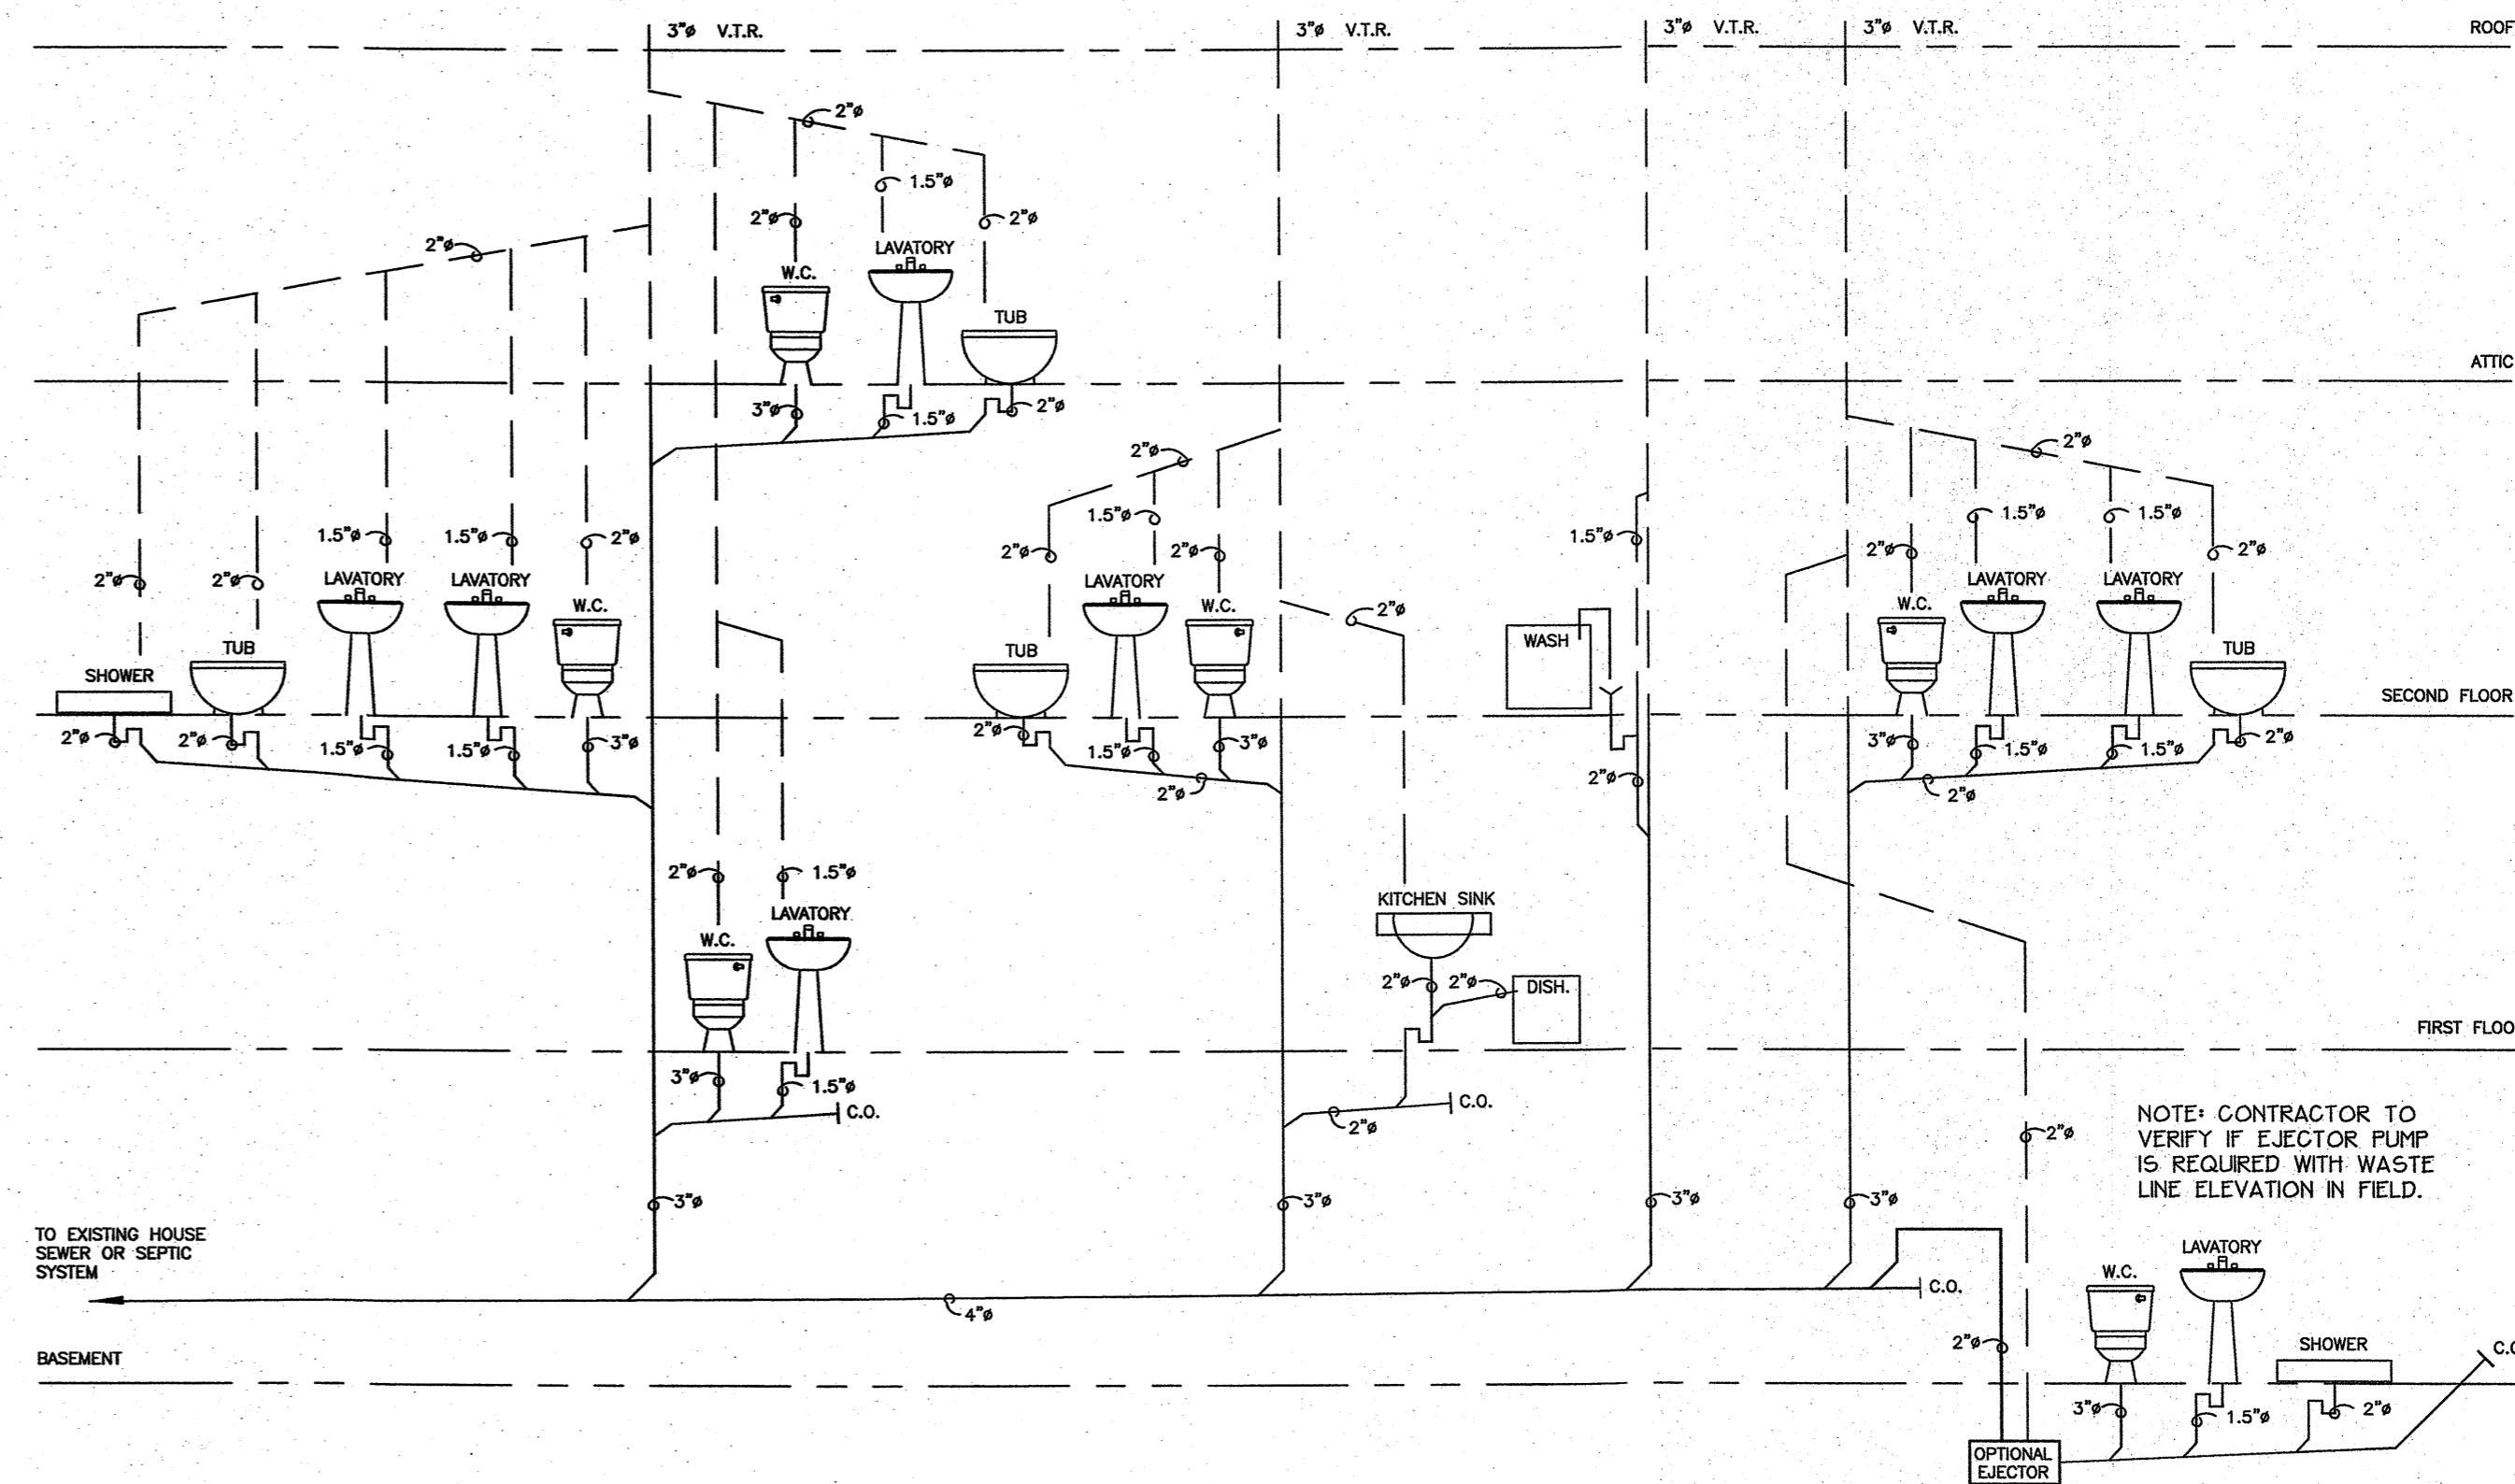 3"ø V.T.R.
3"ø V.T.R.
3"ø V.T.R.
3"ø V.T.R.
ROOF
2"ø
1.5"ø
2"ø
2"ø
2"ø
LAVATORY
W.C.
TUB
ATTIC
3"ø
1.5"ø
2"ø
2"ø
2"ø
1.5"ø
1.5"ø
1.5"ø
1.5"ø
1.5"ø
2"ø
2"ø
2"ø
1.5"ø
2"ø
2"ø
2"ø
2"ø
LAVATORY
LAVATORY
LAVATORY
LAVATORY
LAVATORY
W.C.
W.C.
2"ø
W.C.
WASH
TUB
TUB
TUB
SHOWER
SECOND FLOOR
2"ø
2"ø
1.5"ø
1.5"ø
3"ø
2"ø
1.5"ø
3"ø
3"ø
1.5"ø
1.5"ø
2"ø
2"ø
2"ø
2"ø
2"ø
1.5"ø
KITCHEN SINK
LAVATORY
W.C.
2"ø
2"ø
DISH.
FIRST FLOO
3"ø
1.5"ø
C.O.
C.O.
2"ø
NOTE: CONTRACTOR TO
VERIFY IF EJECTOR PUMP
IS REQUIRED WITH WASTE
LINE ELEVATION IN FIELD.
2"ø
3"ø
3"ø
3"ø
3"ø
TO EXISTING HOUSE
SEWER OR SEPTIC
SYSTEM
LAVATORY
W.C.
C.O.
4"ø
2"ø
SHOWER
C.O
BASEMENT
3"ø
1.5"ø
2"ø
OPTIONAL
EJECTOR